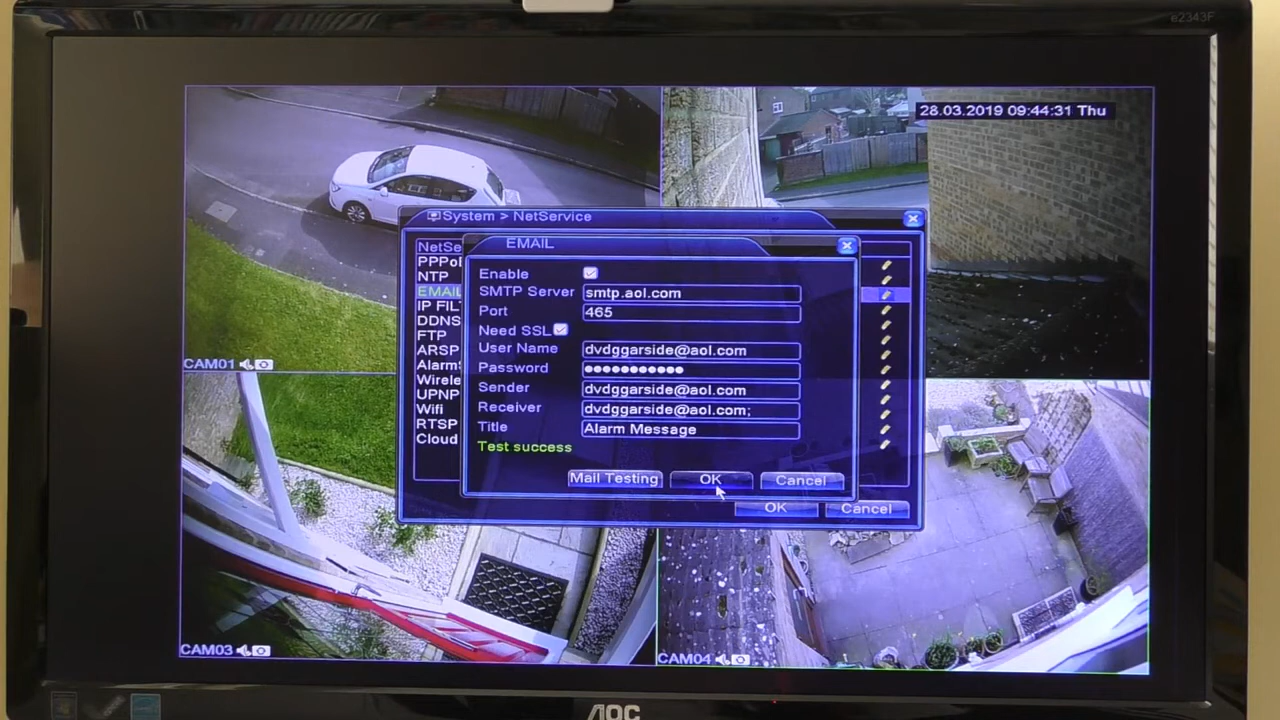 e2343F
28.03.2019 09:44:31 Thu
System > NetService
NetSe
EMAIL
PPPoE
NTP
EMAIL
IP FIL
DDNS
FTP
ARSP
Alarm
Wirele
UPNP
Wifi
RTSP
Cloud
Enable
SMTP Server smtp.aol.com
Port 465
Need SSL
User Name dvdggarside@aol.com
Password ●●●●●●●●●●●
Sender dvdggarside@aol.com
Receiver dvdggarside@aol.com;
Title Alarm Message
Test success
Mail Testing OK Cancel
OK Cancel
CAM01
CAM03
CAM04
AOC